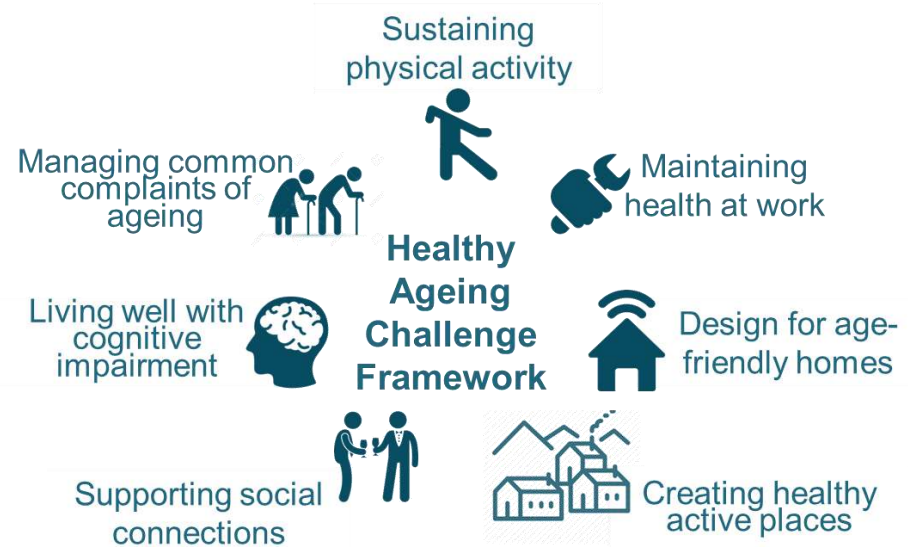 Sustaining
physical activity
Maintaining
health at work
Design for age-
friendly homes
Creating healthy
active places
Supporting social
connections
Living well with
cognitive
impairment
Managing common
complaints of
ageing
Healthy
Ageing
Challenge
Framework